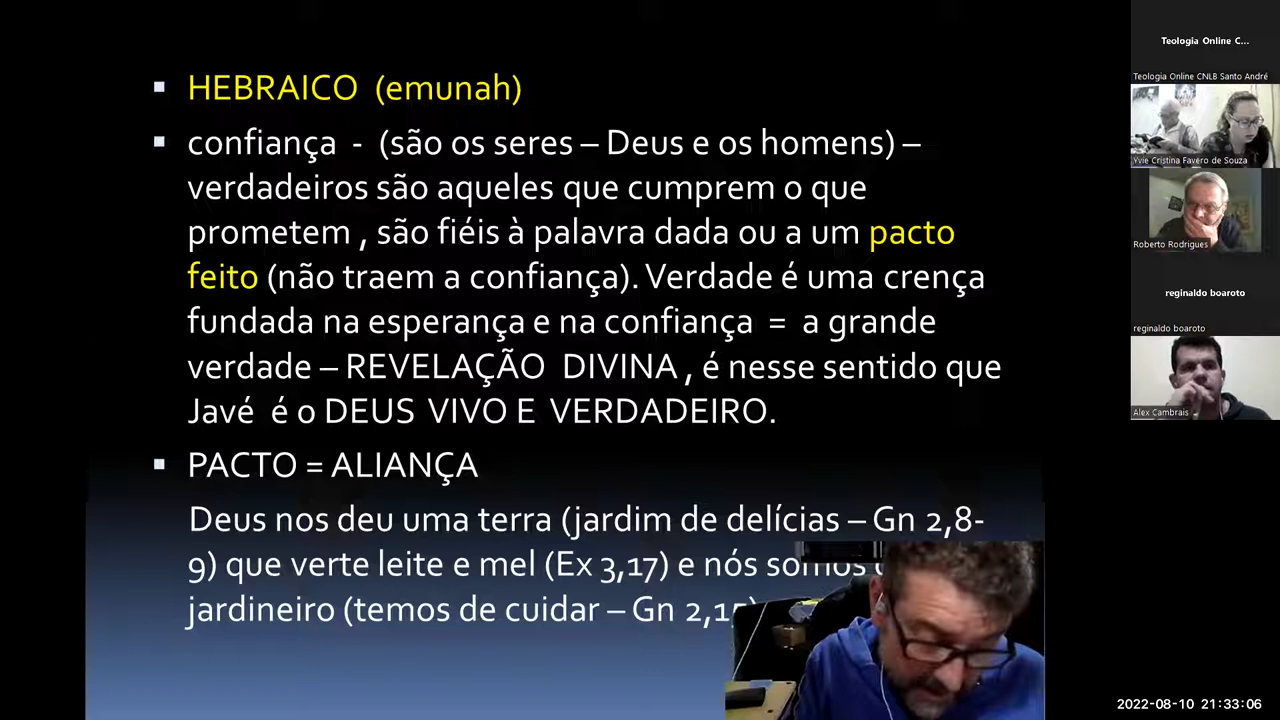 HEBRAICO (emunah)
confiança - (são os seres – Deus e os homens) –
verdadeiros são aqueles que cumprem o que
prometem , são fiéis à palavra dada ou a um pacto
feito (não traem a confiança). Verdade é uma crença
fundada na esperança e na confiança = a grande
verdade – REVELAÇÃO DIVINA , é nesse sentido que
Javé é o DEUS VIVO E VERDADEIRO.
PACTO = ALIANÇA
Deus nos deu uma terra (jardim de delícias – Gn 2,8-
9) que verte leite e mel (Ex 3,17) e nós somos
jardineiro (temos de cuidar – Gn 2,15)
Teologia Online C...
Teologia Online CNLB Santo André
Yvie Cristina Favero de Souza
Roberto Rodrigues
reginaldo boaroto
reginaldo boaroto
Alex Cambrais
2022-08-10 21:33:06